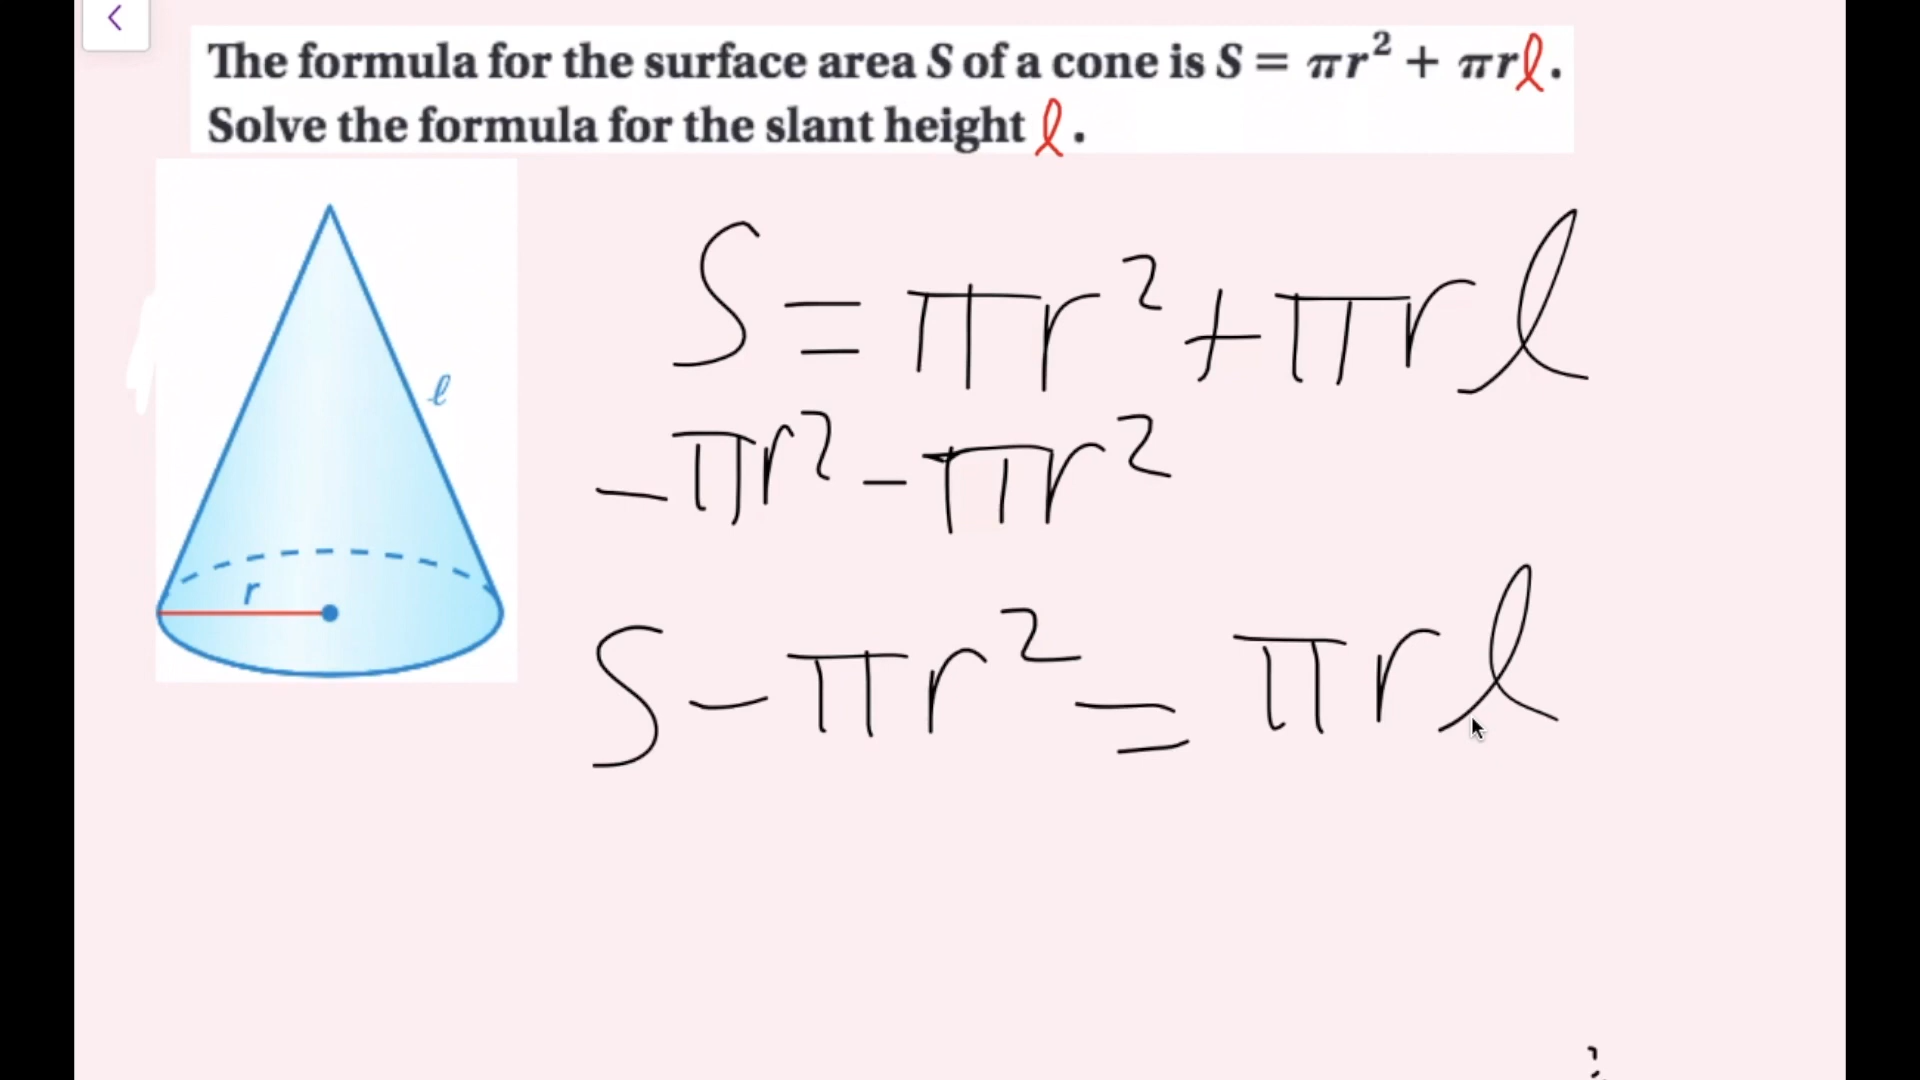 The formula for the surface area S of a cone is S = πr² + πrℓ.
Solve the formula for the slant height ℓ.
S = πr² + πrℓ
ℓ
-πr² -πr²
r
S - πr² = πrℓ